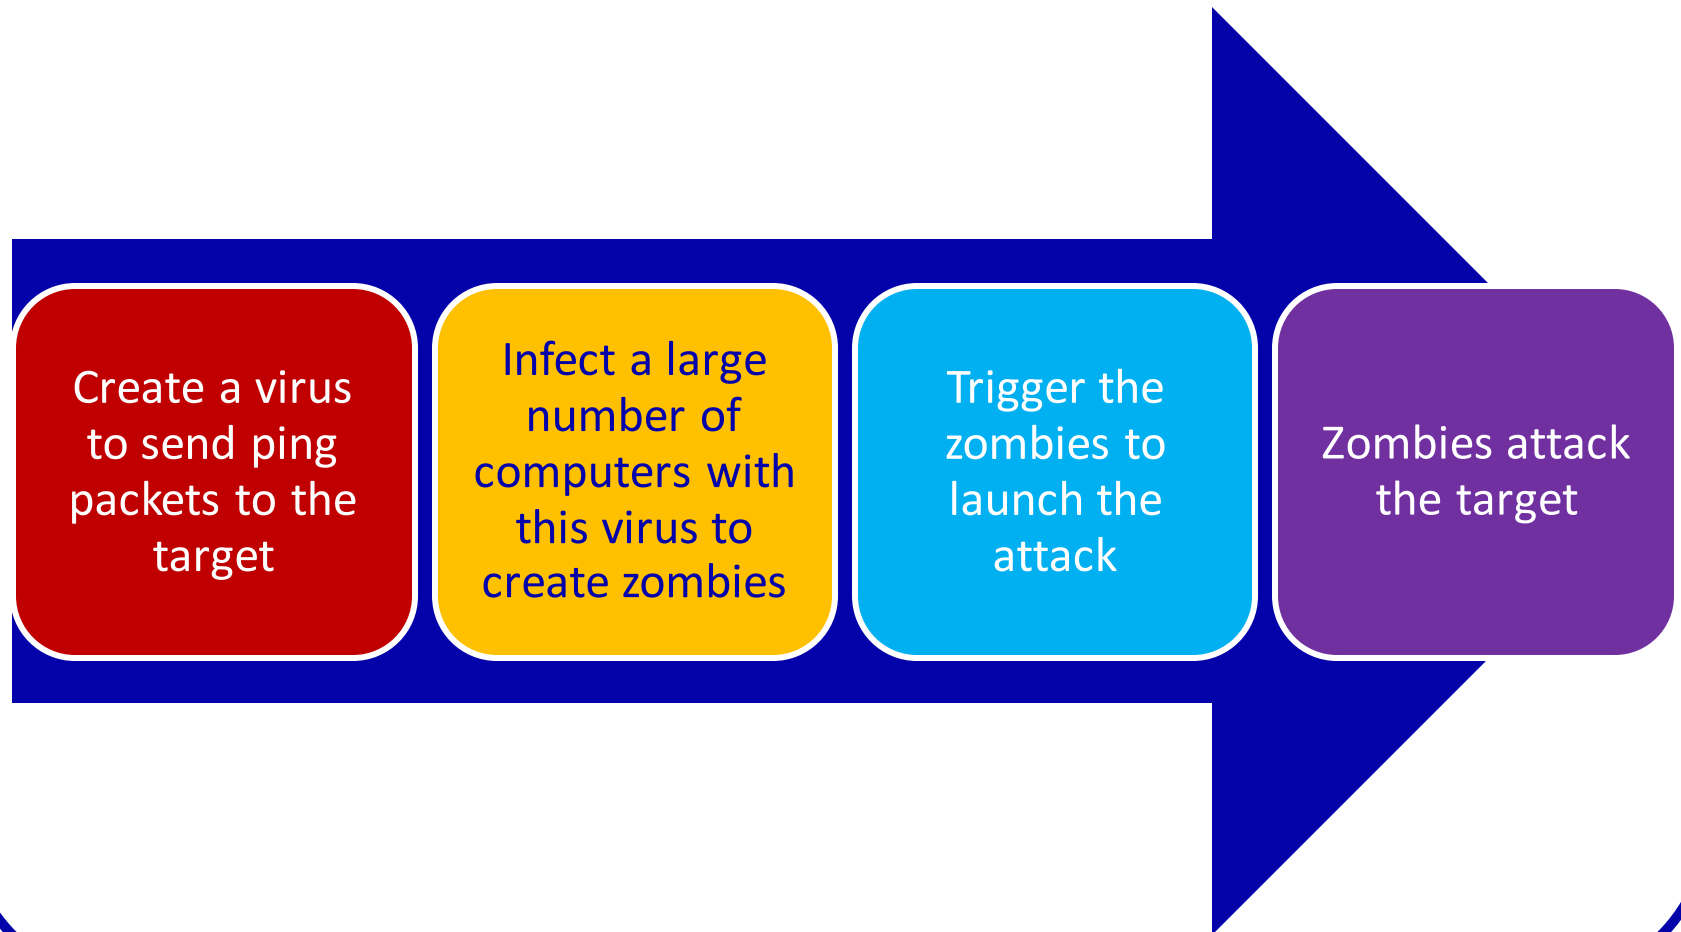 Create a virus
to send ping
packets to the
target
Infect a large
number of
computers with
this virus to
create zombies
Trigger the
zombies to
launch the
attack
Zombies attack
the target